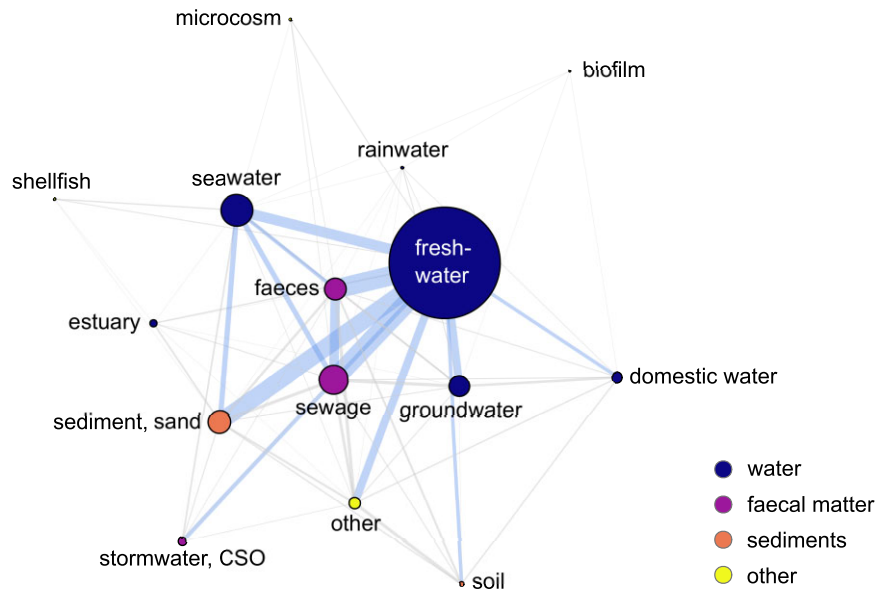 microcosm
biofilm
rainwater
shellfish
seawater
fresh-
water
faeces
estuary
domestic water
sewage
groundwater
sediment, sand
water
faecal matter
other
sediments
stormwater, CSO
other
soil